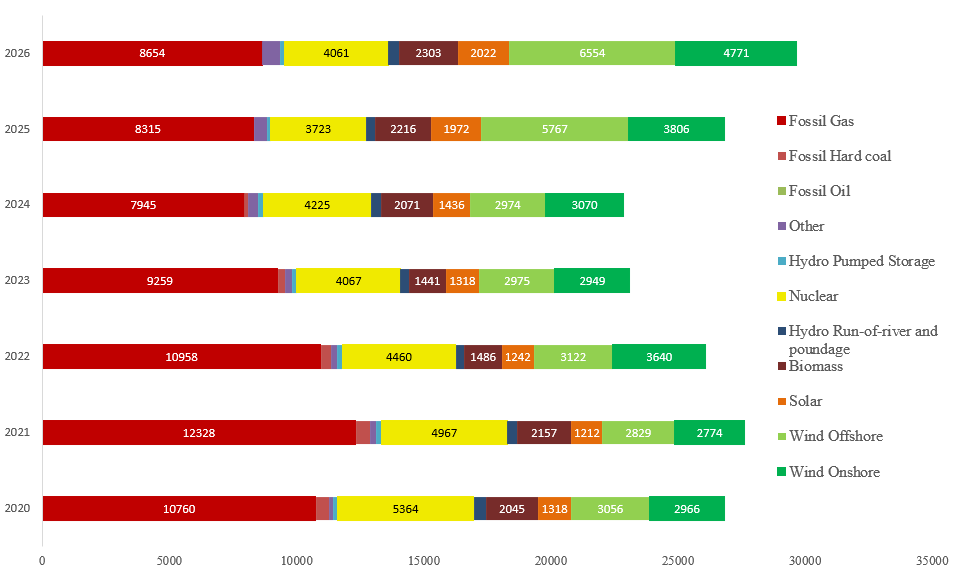 2026 8654 4061 2303 2022 6554 4771
2025 8315 3723 2216 1972 5767 3806
2024 7945 4225 2071 1436 2974 3070
2023 9259 4067 1441 1318 2975 2949
2022 10958 4460 1486 1242 3122 3640
2021 12328 4967 2157 1212 2829 2774
2020 10760 5364 2045 1318 3056 2966
0 5000 10000 15000 20000 25000 30000 35000
Fossil Gas
Fossil Hard coal
Fossil Oil
Other
Hydro Pumped Storage
Nuclear
Hydro Run-of-river and
poundage
Biomass
Solar
Wind Offshore
Wind Onshore